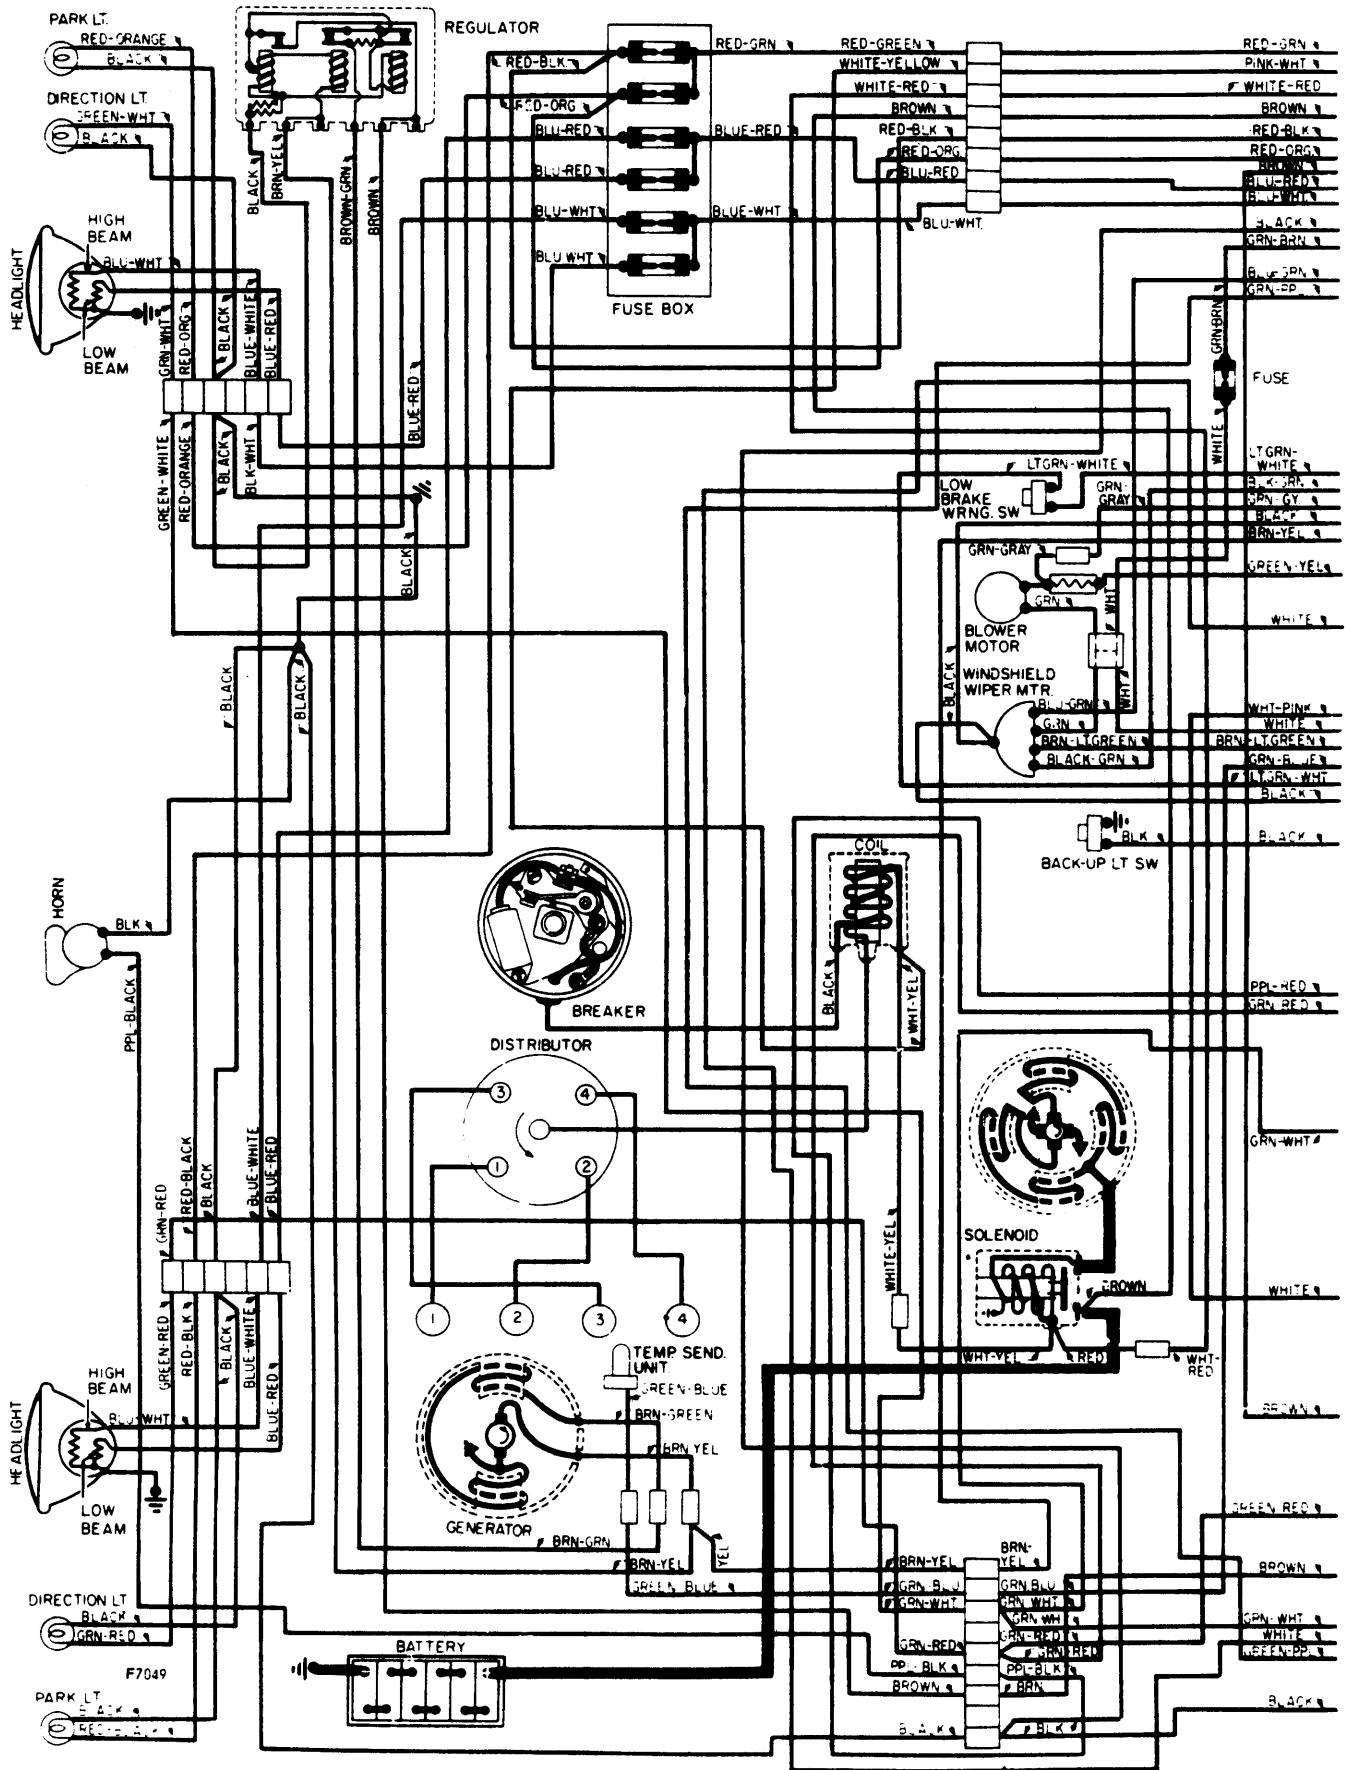 PARK LT.
RED-ORANGE
BLACK
DIRECTION LT.
GREEN-WHT
BLACK
REGULATOR
BLACK
BRN-YEL
BROWN-GRN
BROWN
RED-BLK
RED-ORG
BLU-RED
BLU-RED
BLU-WHT
BLU WHT
FUSE BOX
RED-GRN
BLUE-RED
BLUE-WHT
RED-GREEN
WHITE-YELLOW
WHITE-RED
BROWN
RED-BLK
RED-ORG
BLU-RED
BLU-WHT
RED-GRN
PINK-WHT
WHITE-RED
BROWN
RED-BLK
RED-ORG
BROWN
BLU-RED
BLU-WHT
BLACK
GRN-BRN
BLU-GRN
GRN-PPL
GRN-BRN
FUSE
WHITE
HEADLIGHT
HIGH
BEAM
BLU-WHT
LOW
BEAM
GRN-WHT
RED-ORG
BLACK
BLUE-WHITE
BLUE-RED
BLUE-RED
GREEN-WHITE
RED-ORANGE
BLACK
BLK-WHT
BLACK
LTGRN-WHITE
LOW
BRAKE
WRNG. SW
GRN-
GRAY
LTGRN-
WHITE
BLK-GRN
GRN-GY
BLACK
BRN-YEL
GREEN-YEL
GRN-GRAY
GRN
WHT
BLOWER
MOTOR
WHITE
BLACK
WINDSHIELD
WIPER MTR.
WHT
BLU-GRN
GRN
BRN-LTGREEN
BLACK-GRN
WHT-PINK
WHITE
BRN-LT.GREEN
GRN-BLUE
LT.GRN-WHT
BLACK
BLACK
BLACK
BLK
BACK-UP LT SW
BLACK
COIL
BLACK
WHT-YEL
HORN
BLK
PPL-BLACK
BREAKER
DISTRIBUTOR
3
4
1
2
PPL-RED
GRN-RED
GRN-WHT
GRN-RED
RED-BLACK
BLACK
BLUE-WHITE
BLUE-RED
WHITE-YEL
SOLENOID
BROWN
WHITE
1
2
3
4
WHT-YEL
RED
WHT-
RED
GREEN-RED
RED-BLK
BLACK
BLUE-WHITE
BLUE-RED
TEMP SEND.
UNIT
GREEN-BLUE
BRN-GREEN
BRN YEL
HEADLIGHT
HIGH
BEAM
BLU-WHT
LOW
BEAM
BROWN
GENERATOR
BRN-GRN
BRN-YEL
YEL
GREEN BLUE
BRN-YEL
GRN-BLU
GRN-WHT
GRN-RED
PPL-BLK
BROWN
BLACK
BRN-
YEL
GRN BLU
GRN WHT
GRN WHT
GRN-RED
GRN-RED
PPL-BLK
BRN
BLK
GREEN RED
BROWN
GRN-WHT
WHITE
GREEN-PPL
BLACK
DIRECTION LT
BLACK
GRN-RED
F7049
BATTERY
PARK LT
BLACK
RED-BLACK